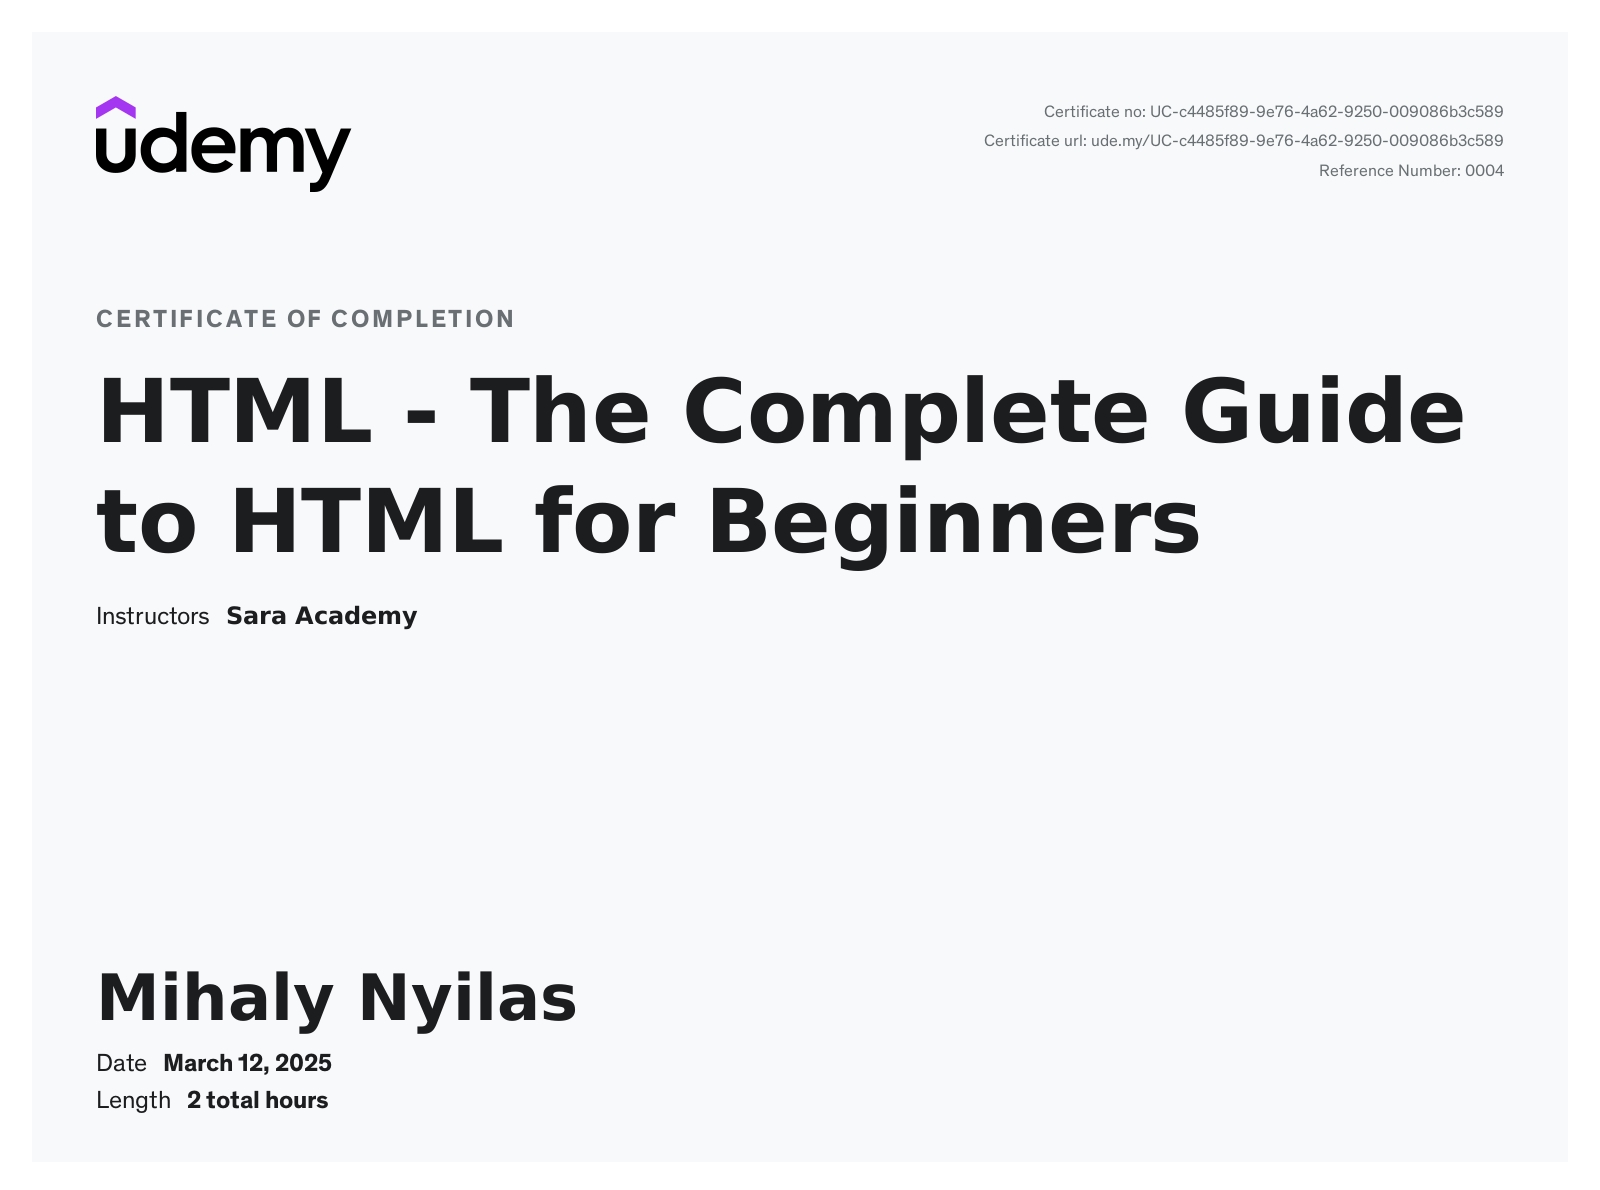 udemy
Certificate no: UC-c4485f89-9e76-4a62-9250-009086b3c589
Certificate url: ude.my/UC-c4485f89-9e76-4a62-9250-009086b3c589
Reference Number: 0004
CERTIFICATE OF COMPLETION
HTML - The Complete Guide
to HTML for Beginners
Instructors Sara Academy
Mihaly Nyilas
Date March 12, 2025
Length 2 total hours